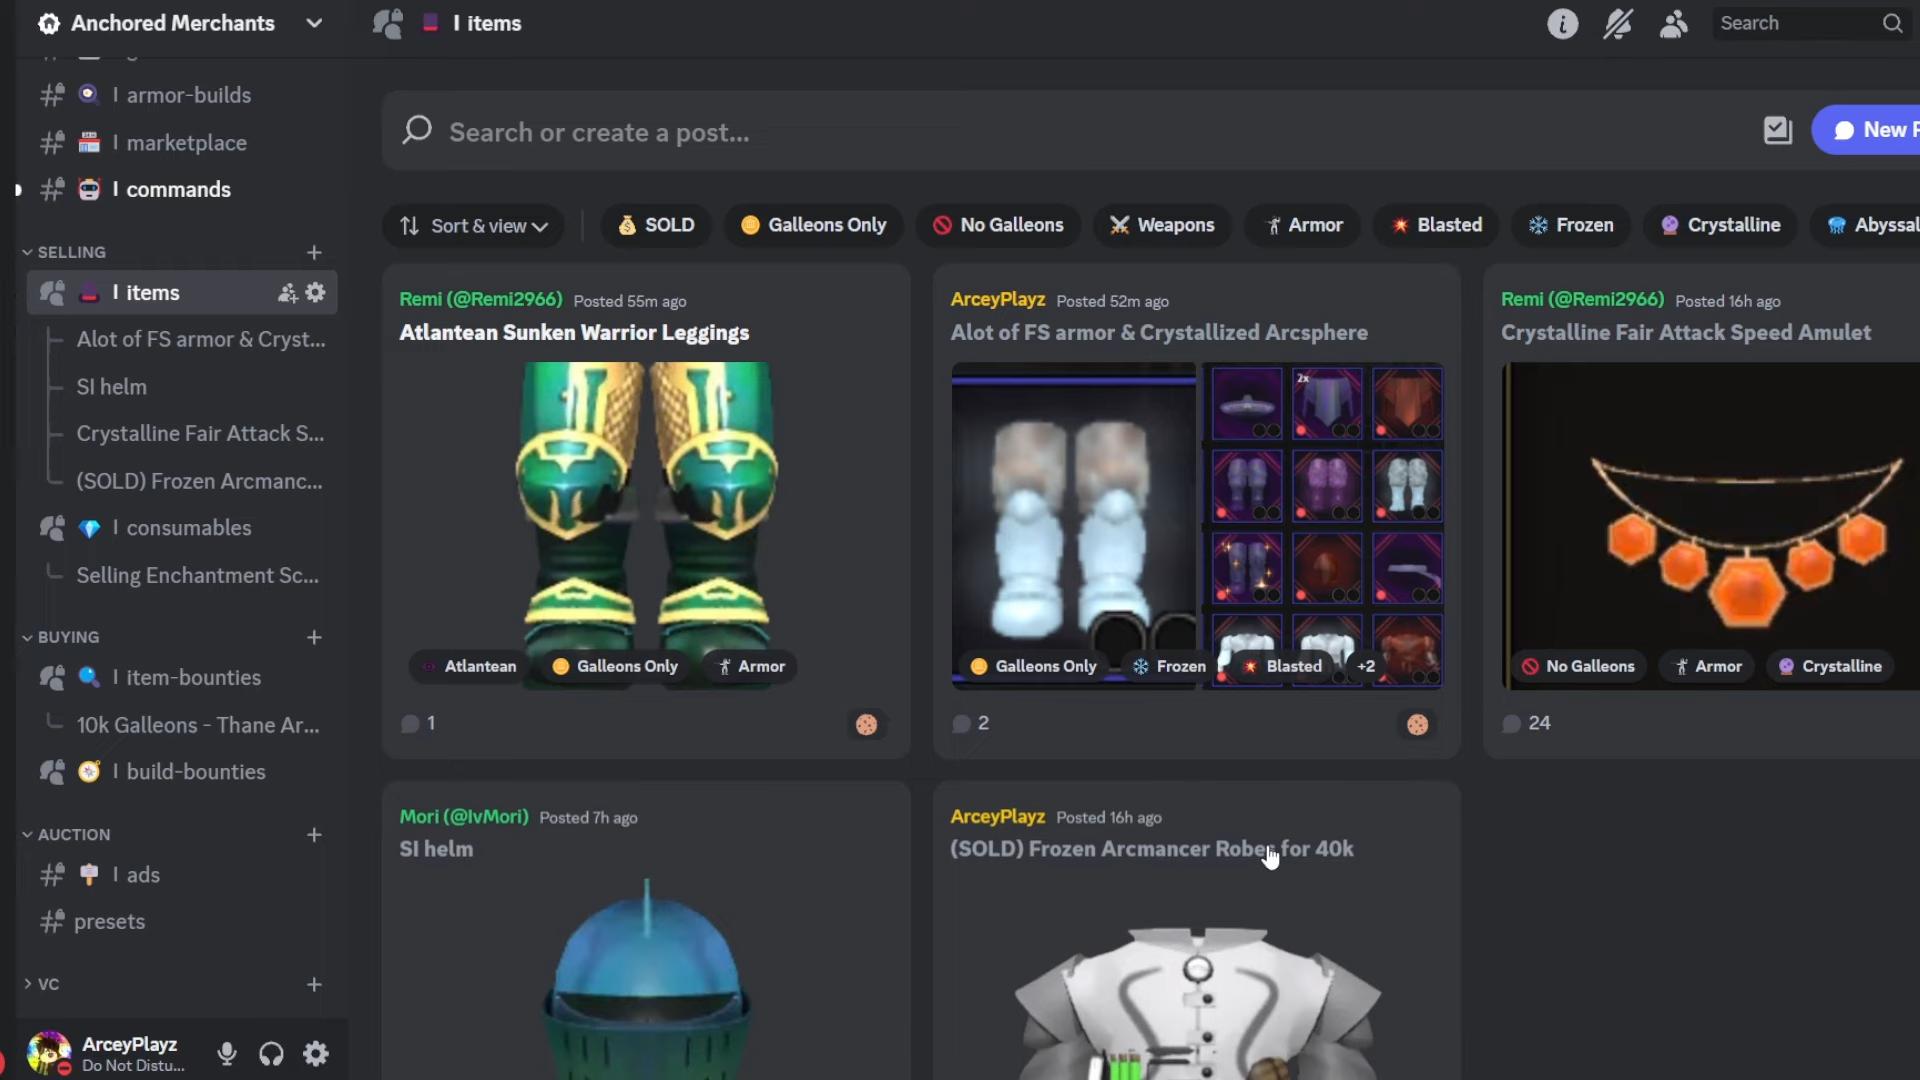 Anchored Merchants
I armor-builds
I marketplace
I commands
SELLING
I items
Alot of FS armor & Cryst...
SI helm
Crystalline Fair Attack S...
(SOLD) Frozen Arcmanc...
I consumables
Selling Enchantment Sc...
BUYING
I item-bounties
10k Galleons - Thane Ar...
I build-bounties
AUCTION
I ads
presets
VC
ArceyPlayz
Do Not Distu...
I items
Search
Search or create a post...
New P
Sort & view
SOLD
Galleons Only
No Galleons
Weapons
Armor
Blasted
Frozen
Crystalline
Abyssal
Remi (@Remi2966) Posted 55m ago
Atlantean Sunken Warrior Leggings
Atlantean
Galleons Only
Armor
1
ArceyPlayz Posted 52m ago
Alot of FS armor & Crystallized Arcsphere
2x
Galleons Only
Frozen
Blasted
+2
2
Remi (@Remi2966) Posted 16h ago
Crystalline Fair Attack Speed Amulet
No Galleons
Armor
Crystalline
24
Mori (@IvMori) Posted 7h ago
SI helm
ArceyPlayz Posted 16h ago
(SOLD) Frozen Arcmancer Robes for 40k